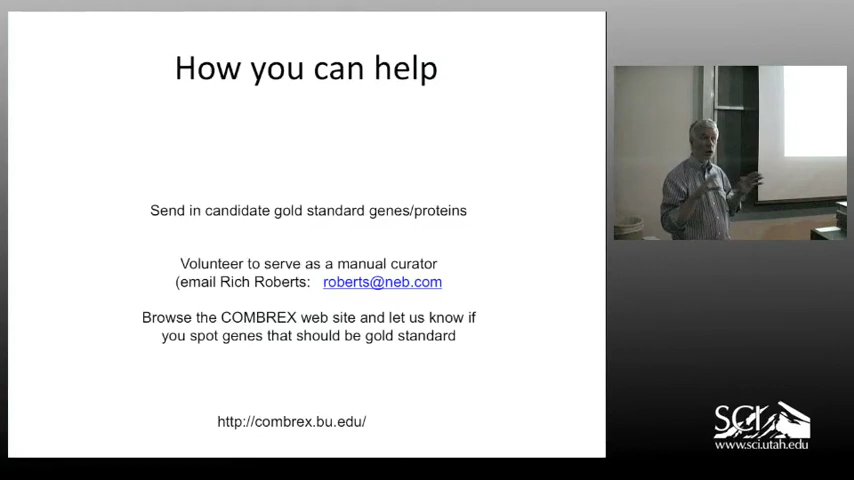 How you can help
Send in candidate gold standard genes/proteins
Volunteer to serve as a manual curator
(email Rich Roberts: roberts@neb.com
Browse the COMBREX web site and let us know if
you spot genes that should be gold standard
http://combrex.bu.edu/
SCI
www.sci.utah.edu